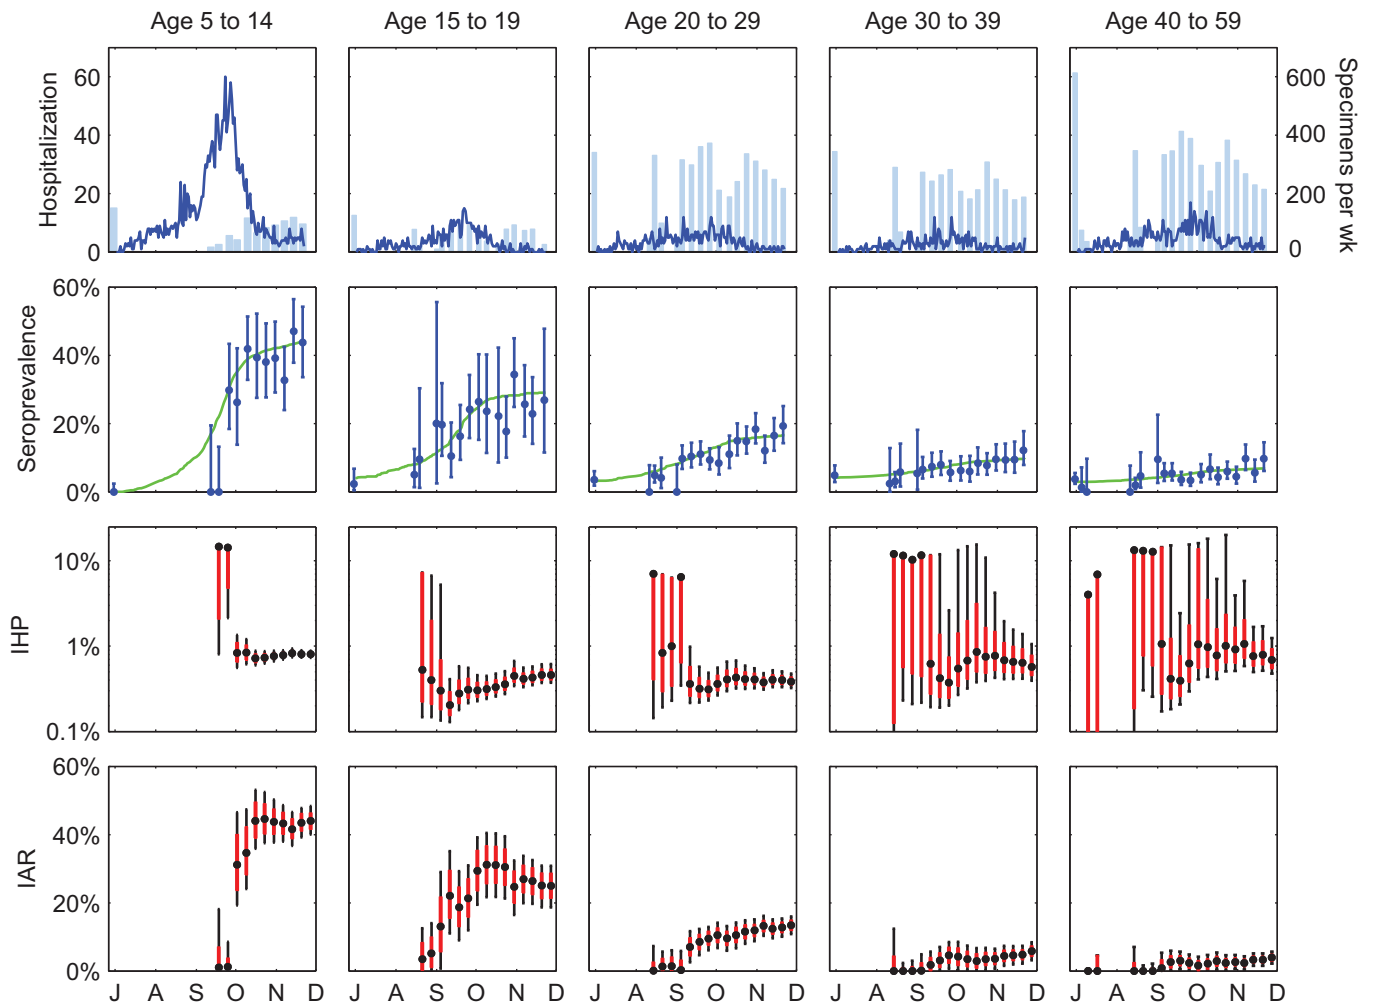 Age 5 to 14 Age 15 to 19 Age 20 to 29 Age 30 to 39 Age 40 to 59
Hospitalization
60
40
20
0
Specimens per wk
600
400
200
0
Seroprevalence
60%
40%
20%
0%
IHP
10%
1%
0.1%
IAR
60%
40%
20%
0%
J A S O N D J A S O N D J A S O N D J A S O N D J A S O N D